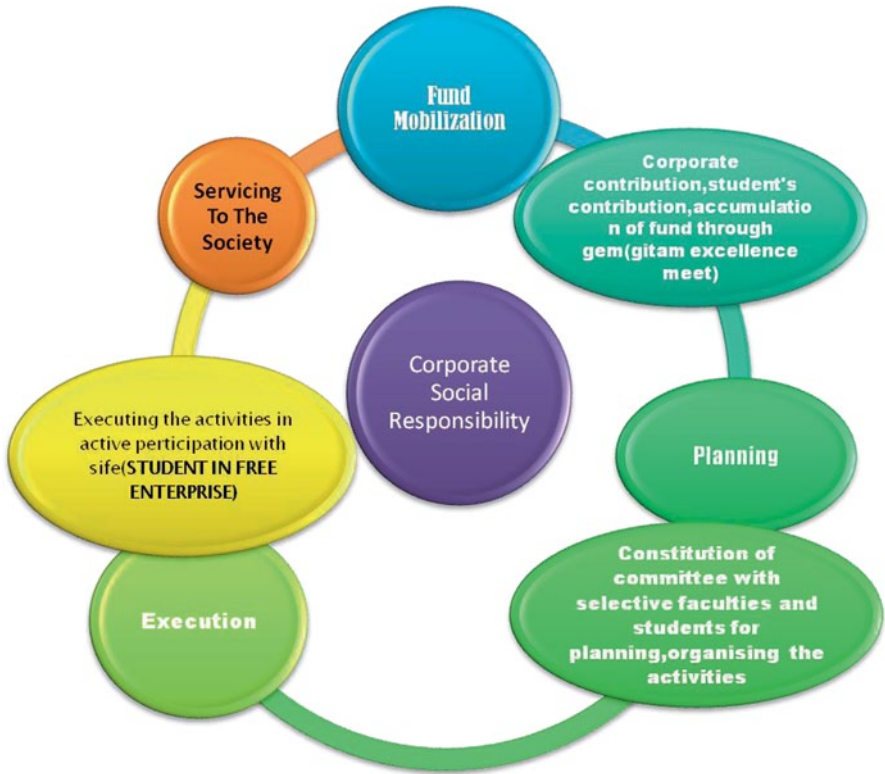 Fund
Mobilization
Corporate
contribution,student's
contribution,accumulatio
n of fund through
gem(gitam excellence
meet)
Servicing
To The
Society
Corporate
Social
Responsibility
Executing the activities in
active perticipation with
sife(STUDENT IN FREE
ENTERPRISE)
Planning
Constitution of
committee with
selective faculties and
students for
planning,organising the
activities
Execution